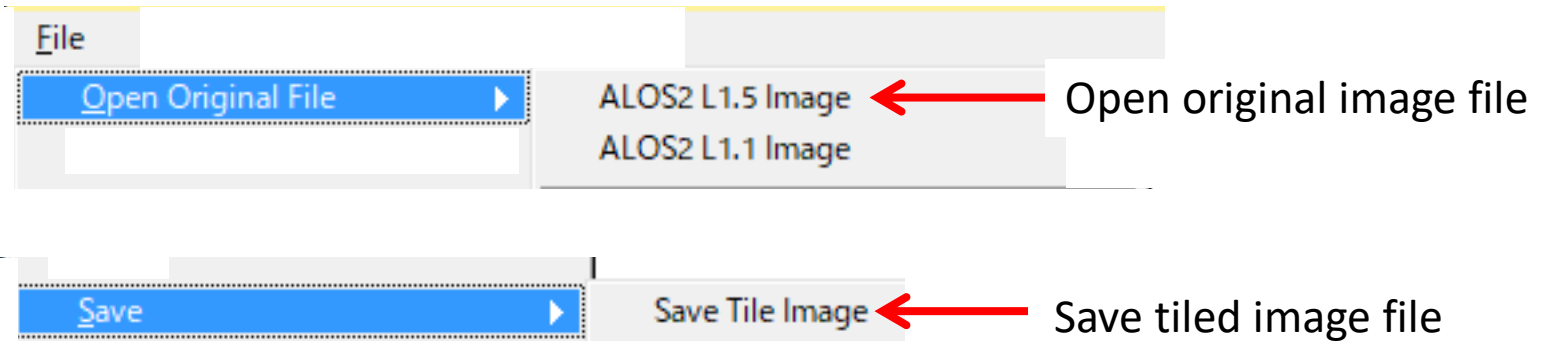 File
Open Original File ALOS2 L1.5 Image Open original image file
ALOS2 L1.1 Image
Save Save Tile Image Save tiled image file